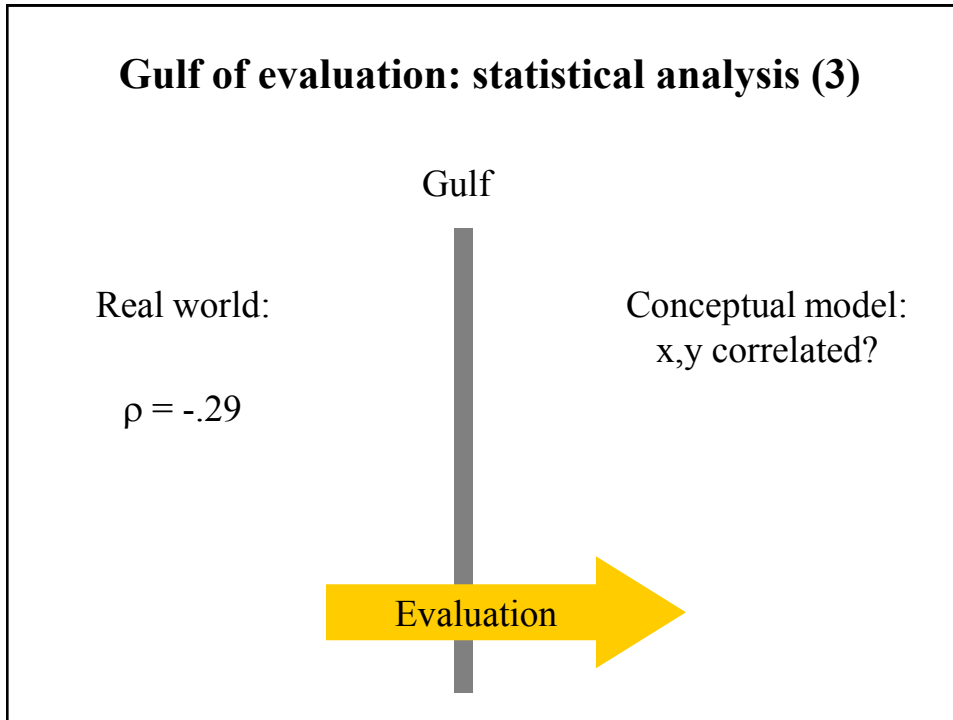 Gulf of evaluation: statistical analysis (3)
Gulf
Real world:
ρ = -.29
Conceptual model:
x,y correlated?
Evaluation